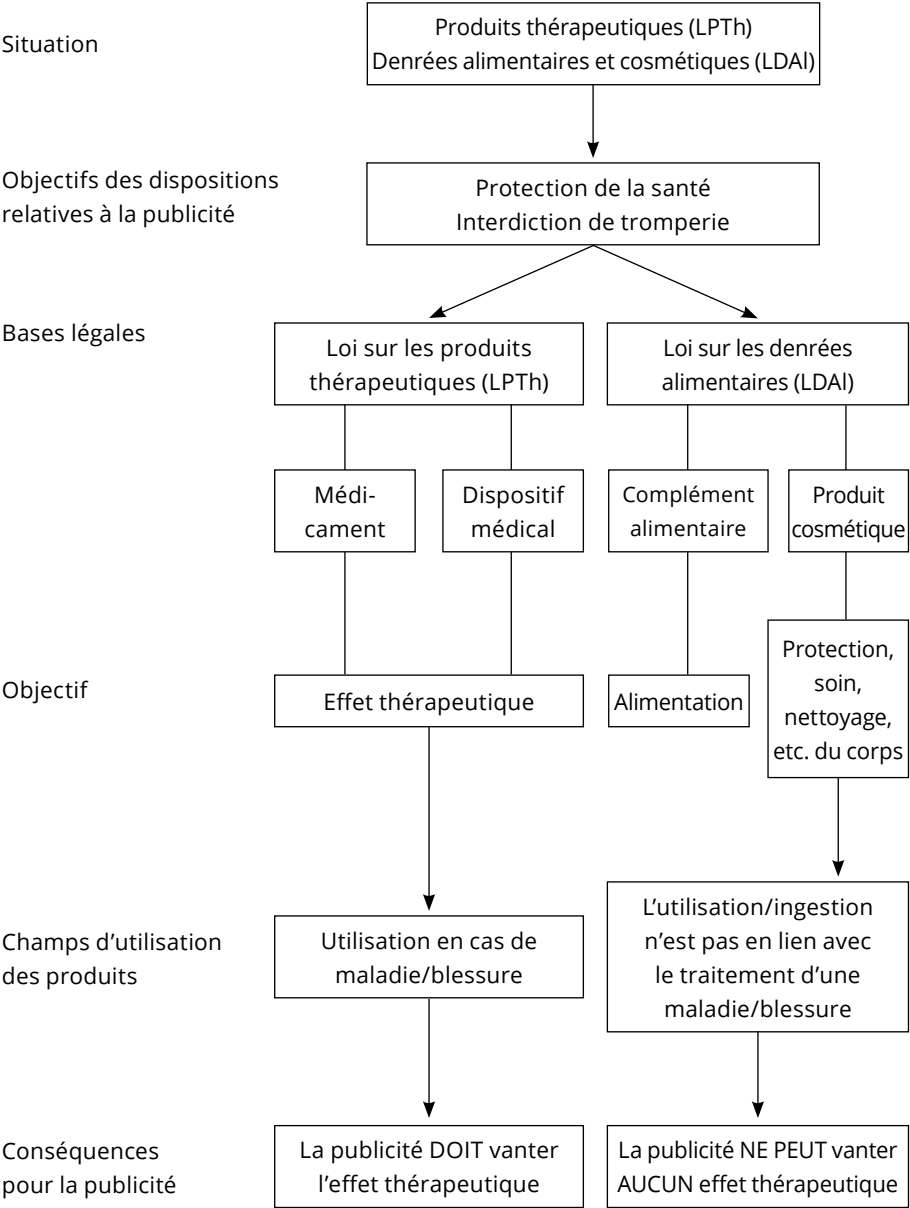 Situation
Produits thérapeutiques (LPTh)
Denrées alimentaires et cosmétiques (LDAl)
Objectifs des dispositions
relatives à la publicité
Protection de la santé
Interdiction de tromperie
Bases légales
Loi sur les produits
thérapeutiques (LPTh)
Loi sur les denrées
alimentaires (LDAl)
Médi-
cament
Dispositif
médical
Complément
alimentaire
Produit
cosmétique
Objectif
Effet thérapeutique
Alimentation
Protection,
soin,
nettoyage,
etc. du corps
Champs d’utilisation
des produits
Utilisation en cas de
maladie/blessure
L’utilisation/ingestion
n’est pas en lien avec
le traitement d’une
maladie/blessure
Conséquences
pour la publicité
La publicité DOIT vanter
l’effet thérapeutique
La publicité NE PEUT vanter
AUCUN effet thérapeutique